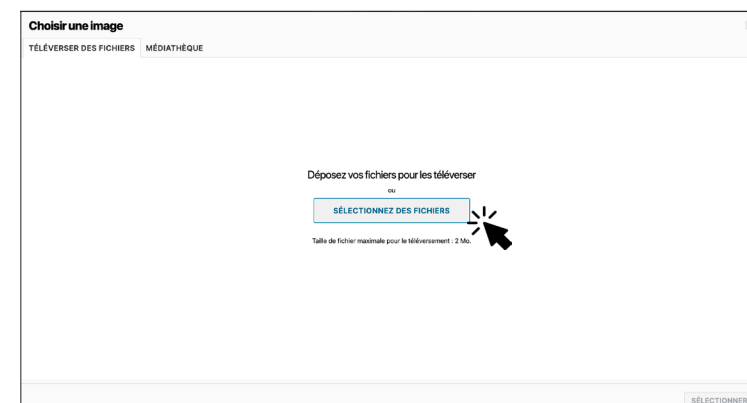 Choisir une image
TÉLÉVERSER DES FICHIERS MÉDIATHÈQUE
Déposez vos fichiers pour les téléverser
ou
SÉLECTIONNEZ DES FICHIERS
Taille de fichier maximale pour le téléversement : 2 Mo.
SÉLECTIONNER